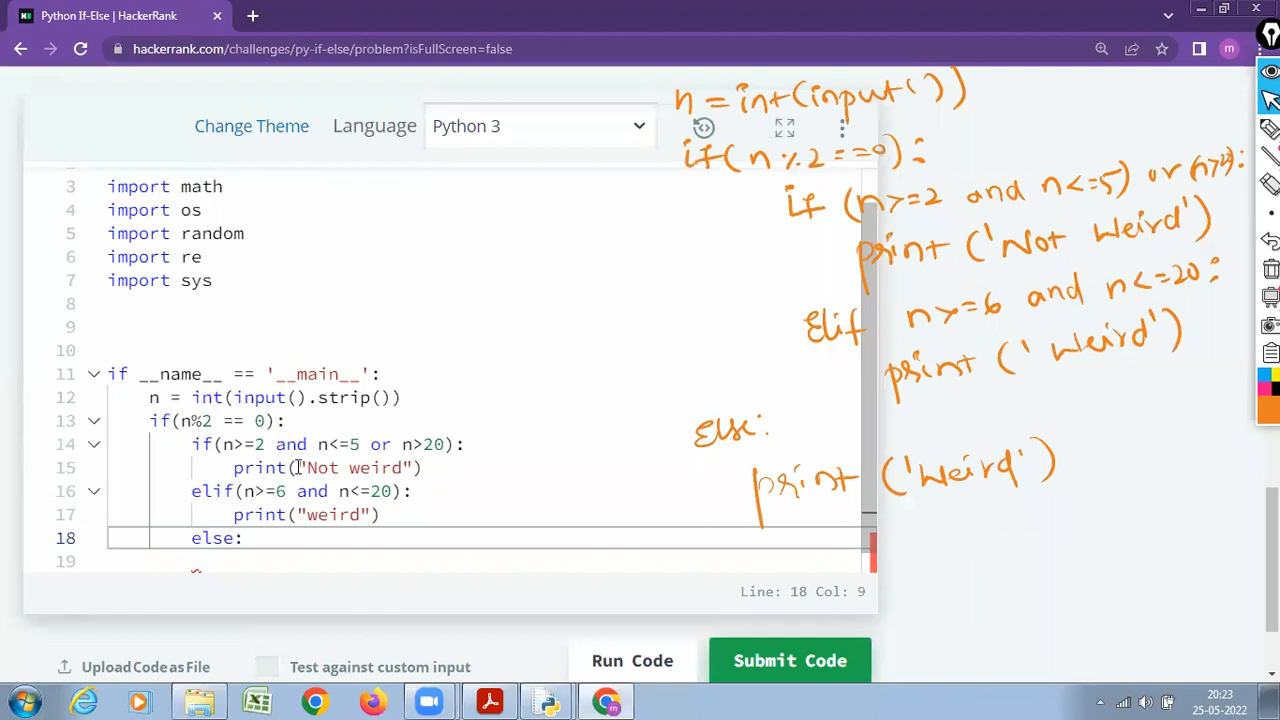 Python If-Else | HackerRank
hackerrank.com/challenges/py-if-else/problem?isFullScreen=false
m
Change Theme Language Python 3
3 import math
4 import os
5 import random
6 import re
7 import sys
8
9
10
11 if __name__ == '__main__':
12 n = int(input().strip())
13 if(n%2 == 0):
14 if(n>=2 and n<=5 or n>20):
15 print("Not weird")
16 elif(n>=6 and n<=20):
17 print("weird")
18 else:
19
Line: 18 Col: 9
Upload Code as File Test against custom input Run Code Submit Code
n = int(input())
if(n%2 ==0):
if (n>=2 and n<=5) or (n>20):
print ('Not Weird')
Elif n>=6 and n<=20:
print ('Weird')
Else:
print ('Weird')
20:23
25-05-2022